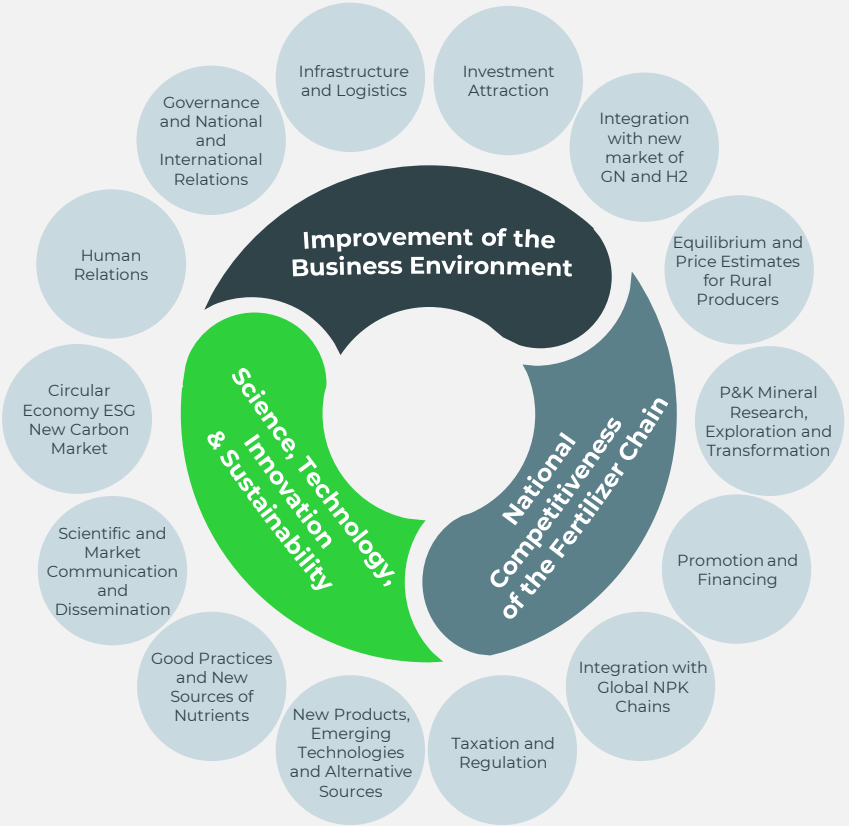 Infrastructure
and Logistics
Investment
Attraction
Governance
and National
and
International
Relations
Integration
with new
market of
GN and H2
Human
Relations
Improvement of the
Business Environment
Equilibrium and
Price Estimates
for Rural
Producers
Circular
Economy ESG
New Carbon
Market
Science, Technology,
Innovation
& Sustainability
National
Competitiveness
of the Fertilizer Chain
P&K Mineral
Research,
Exploration and
Transformation
Scientific and
Market
Communication
and
Dissemination
Promotion and
Financing
Good Practices
and New
Sources of
Nutrients
Integration with
Global NPK
Chains
New Products,
Emerging
Technologies
and Alternative
Sources
Taxation and
Regulation